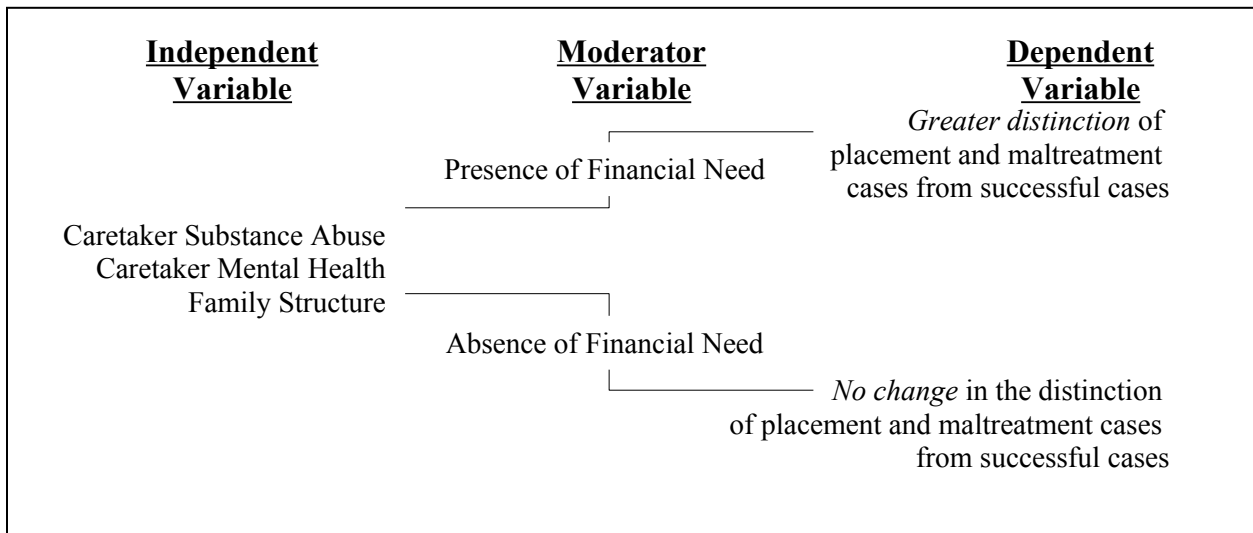 Independent
Variable
Moderator
Variable
Dependent
Variable
Caretaker Substance Abuse
Caretaker Mental Health
Family Structure
Presence of Financial Need
Absence of Financial Need
Greater distinction of
placement and maltreatment
cases from successful cases
No change in the distinction
of placement and maltreatment cases
from successful cases